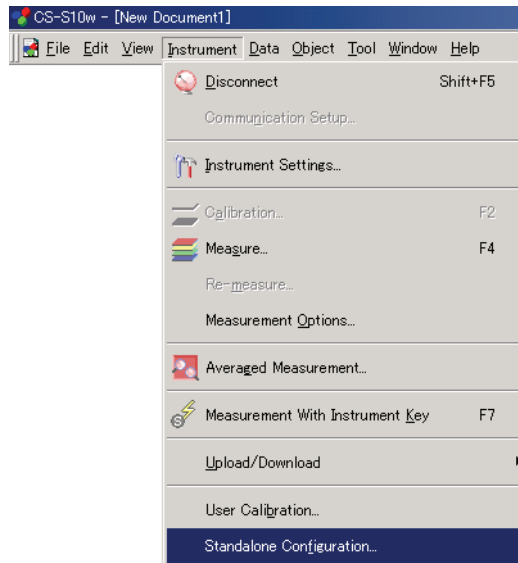 CS-S10w - [New Document1]
File Edit View Instrument Data Object Tool Window Help
Disconnect Shift+F5
Communication Setup...
Instrument Settings...
Calibration... F2
Measure... F4
Re-measure...
Measurement Options...
Averaged Measurement...
Measurement With Instrument Key F7
Upload/Download
User Calibration...
Standalone Configuration...